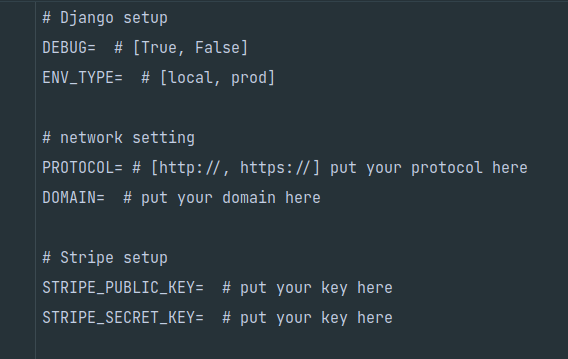 # Django setup
DEBUG=  # [True, False]
ENV_TYPE=  # [local, prod]
# network setting
PROTOCOL= # [http://, https://] put your protocol here
DOMAIN=  # put your domain here
# Stripe setup
STRIPE_PUBLIC_KEY=  # put your key here
STRIPE_SECRET_KEY=  # put your key here